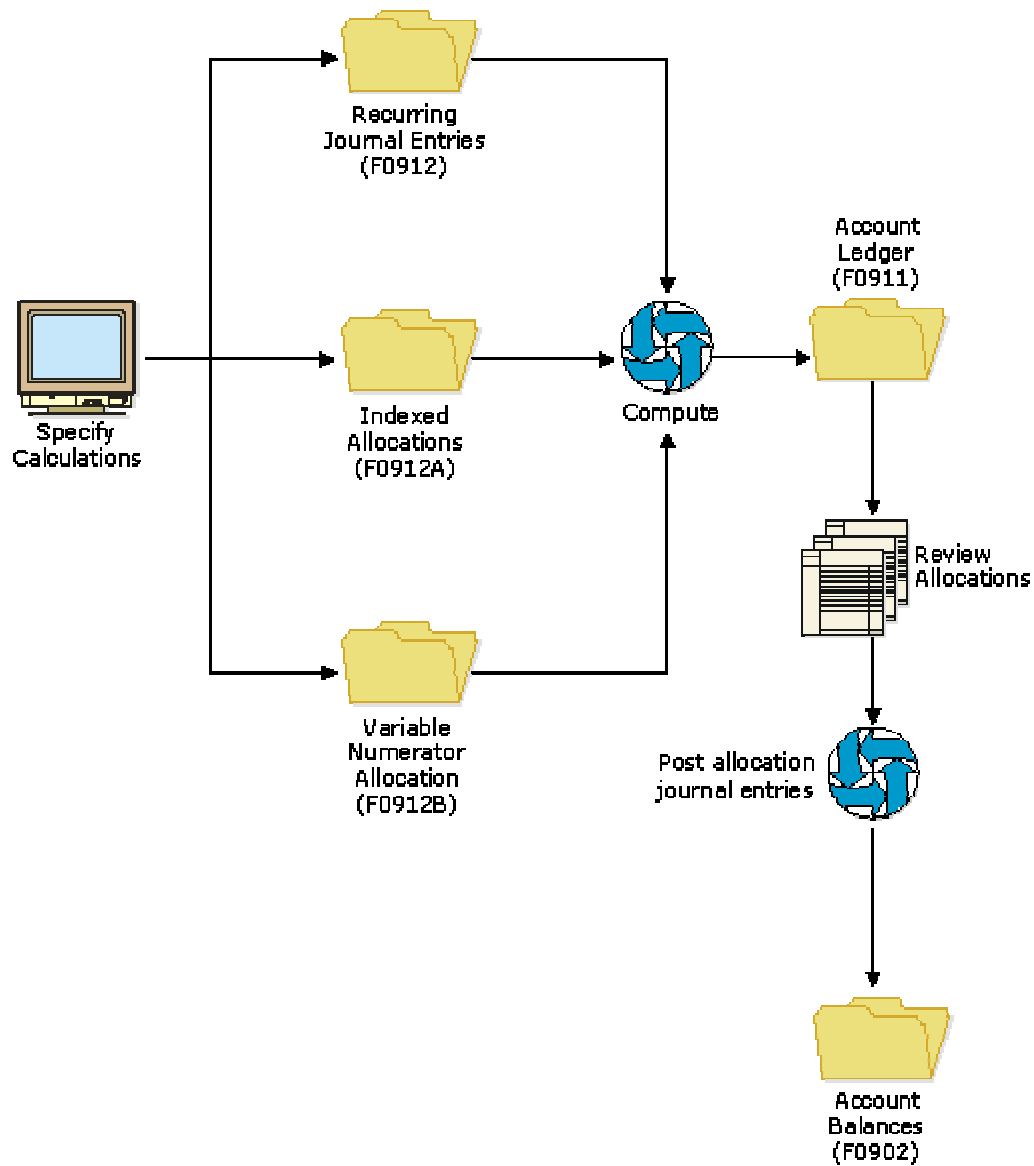 Recurring
Journal Entries
(F0912)
Account
Ledger
(F0911)
Specify
Calculations
Indexed
Allocations
(F0912A)
Compute
Review
Allocations
Variable
Numerator
Allocation
(F0912B)
Post allocation
journal entries
Account
Balances
(F0902)